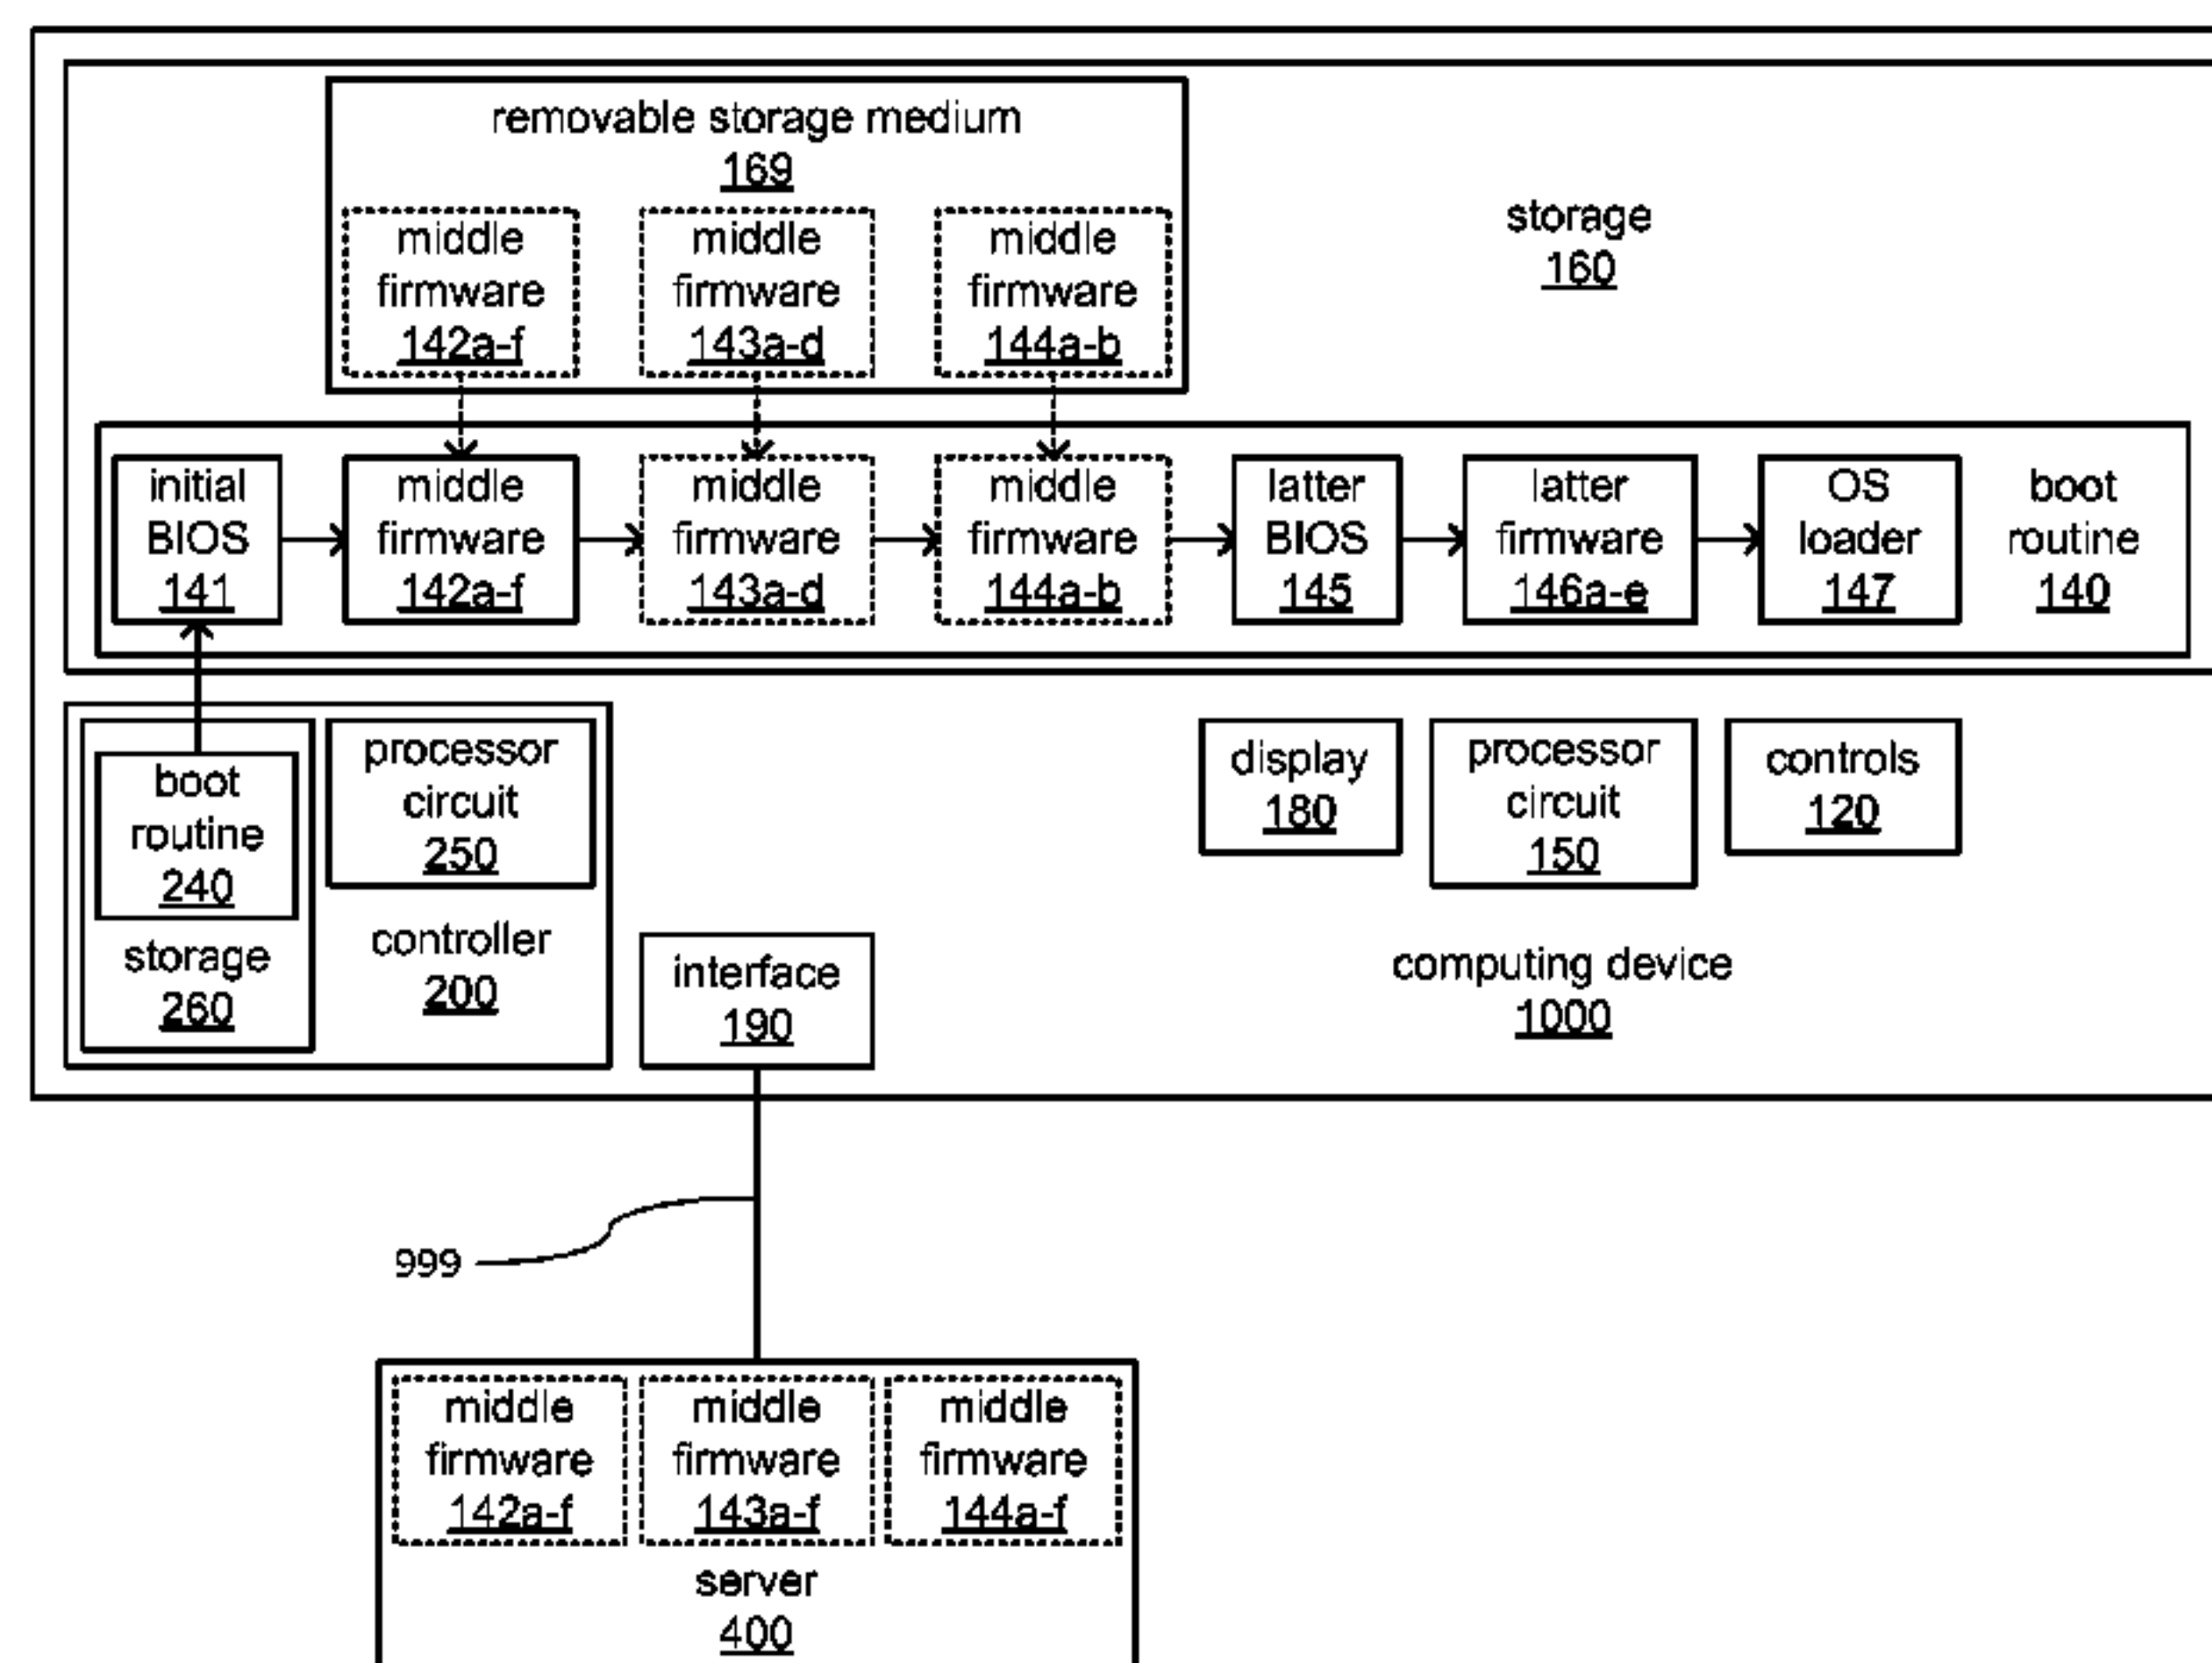 removable storage medium
169
middle
firmware
142a-f
middle
firmware
143a-d
middle
firmware
144a-b
storage
160
initial
BIOS
141
middle
firmware
142a-f
middle
firmware
143a-d
middle
firmware
144a-b
latter
BIOS
145
latter
firmware
146a-e
OS
loader
147
boot
routine
140
boot
routine
240
storage
260
processor
circuit
250
controller
200
interface
190
display
180
processor
circuit
150
controls
120
computing device
1000
999
middle
firmware
142a-f
middle
firmware
143a-f
middle
firmware
144a-f
server
400